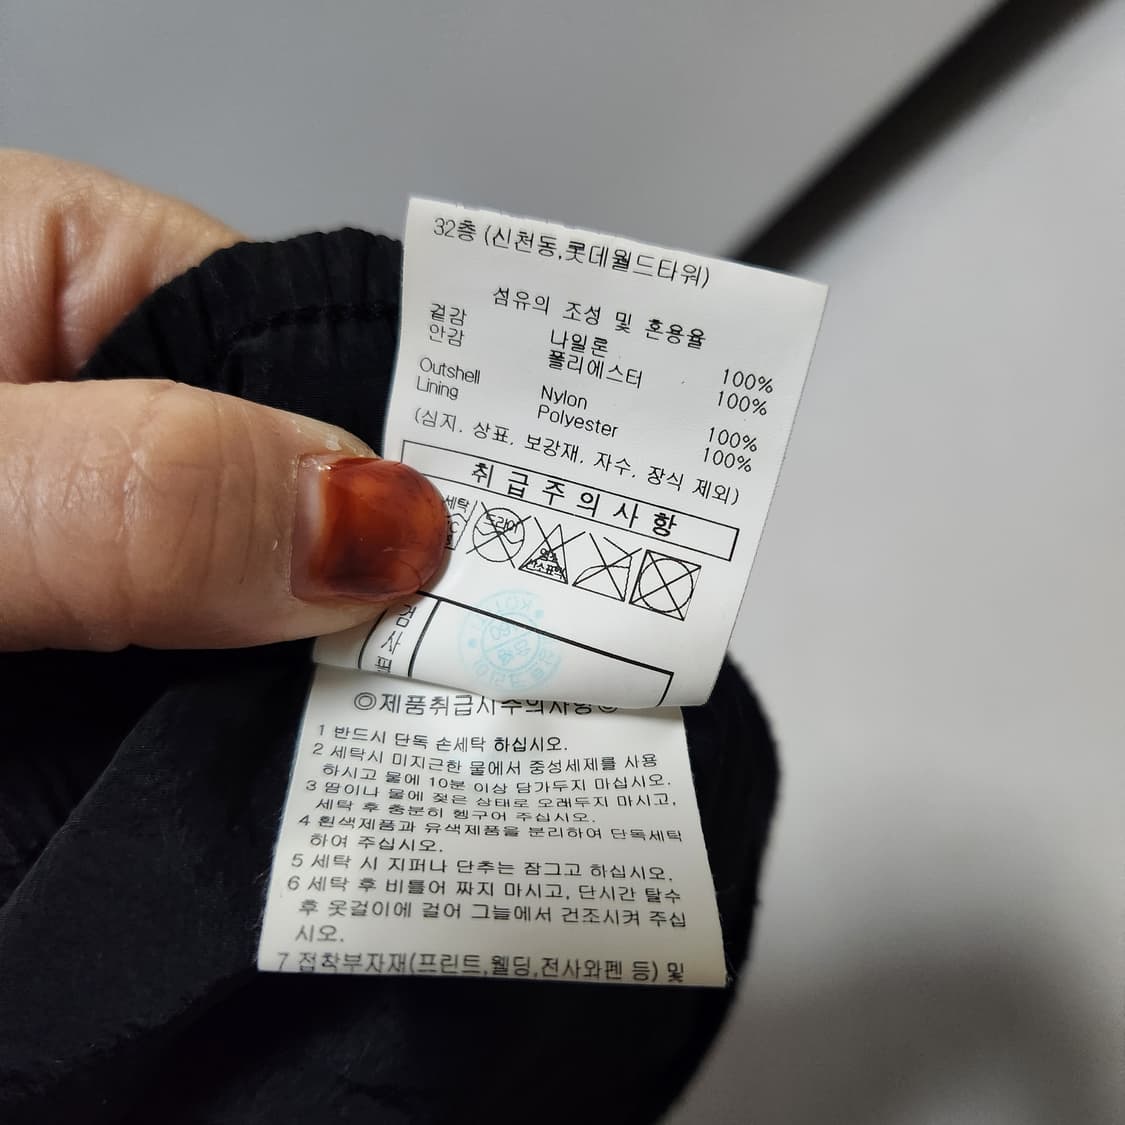 32층 (신천동,롯데월드타워)
섬유의 조성 및 혼용율
겉감 나일론 100%
안감 폴리에스터 100%
Outshell Nylon 100%
Lining Polyester 100%
(심지. 상표. 보강재. 자수. 장식 제외)
취급주의사항
세탁
드라이
염소표백
검사필
◎제품취급시주의사항◎
1 반드시 단독 손세탁 하십시오.
2 세탁시 미지근한 물에서 중성세제를 사용
하시고 물에 10분 이상 담가두지 마십시오.
3 땀이나 물에 젖은 상태로 오래두지 마시고,
세탁 후 충분히 헹구어 주십시오.
4 흰색제품과 유색제품을 분리하여 단독세탁
하여 주십시오.
5 세탁 시 지퍼나 단추는 잠그고 하십시오.
6 세탁 후 비틀어 짜지 마시고, 단시간 탈수
후 옷걸이에 걸어 그늘에서 건조시켜 주십
시오.
7 접착부자재(프린트,웰딩,전사와펜 등) 및